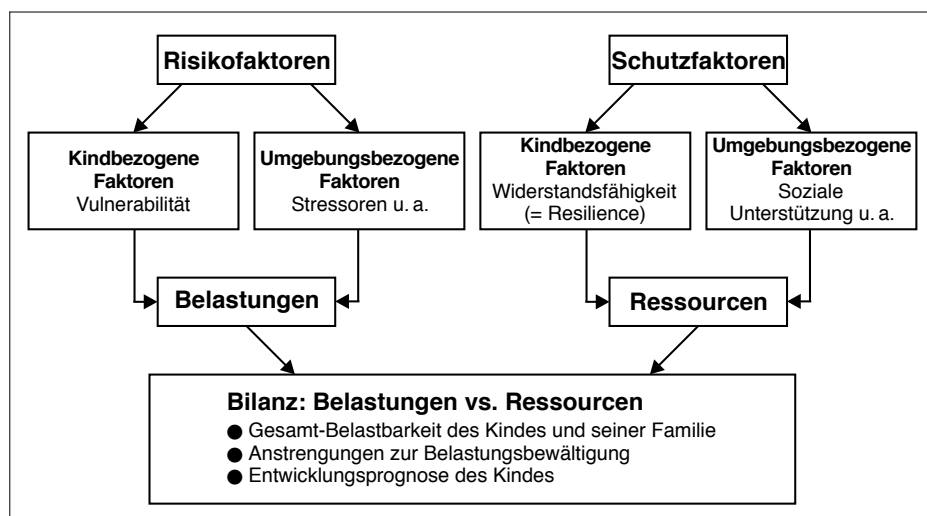 Risikofaktoren
Schutzfaktoren
Kindbezogene
Faktoren
Vulnerabilität
Umgebungsbezogene
Faktoren
Stressoren u. a.
Kindbezogene
Faktoren
Widerstandsfähigkeit
(= Resilience)
Umgebungsbezogene
Faktoren
Soziale
Unterstützung u. a.
Belastungen
Ressourcen
Bilanz: Belastungen vs. Ressourcen
● Gesamt-Belastbarkeit des Kindes und seiner Familie
● Anstrengungen zur Belastungsbewältigung
● Entwicklungsprognose des Kindes